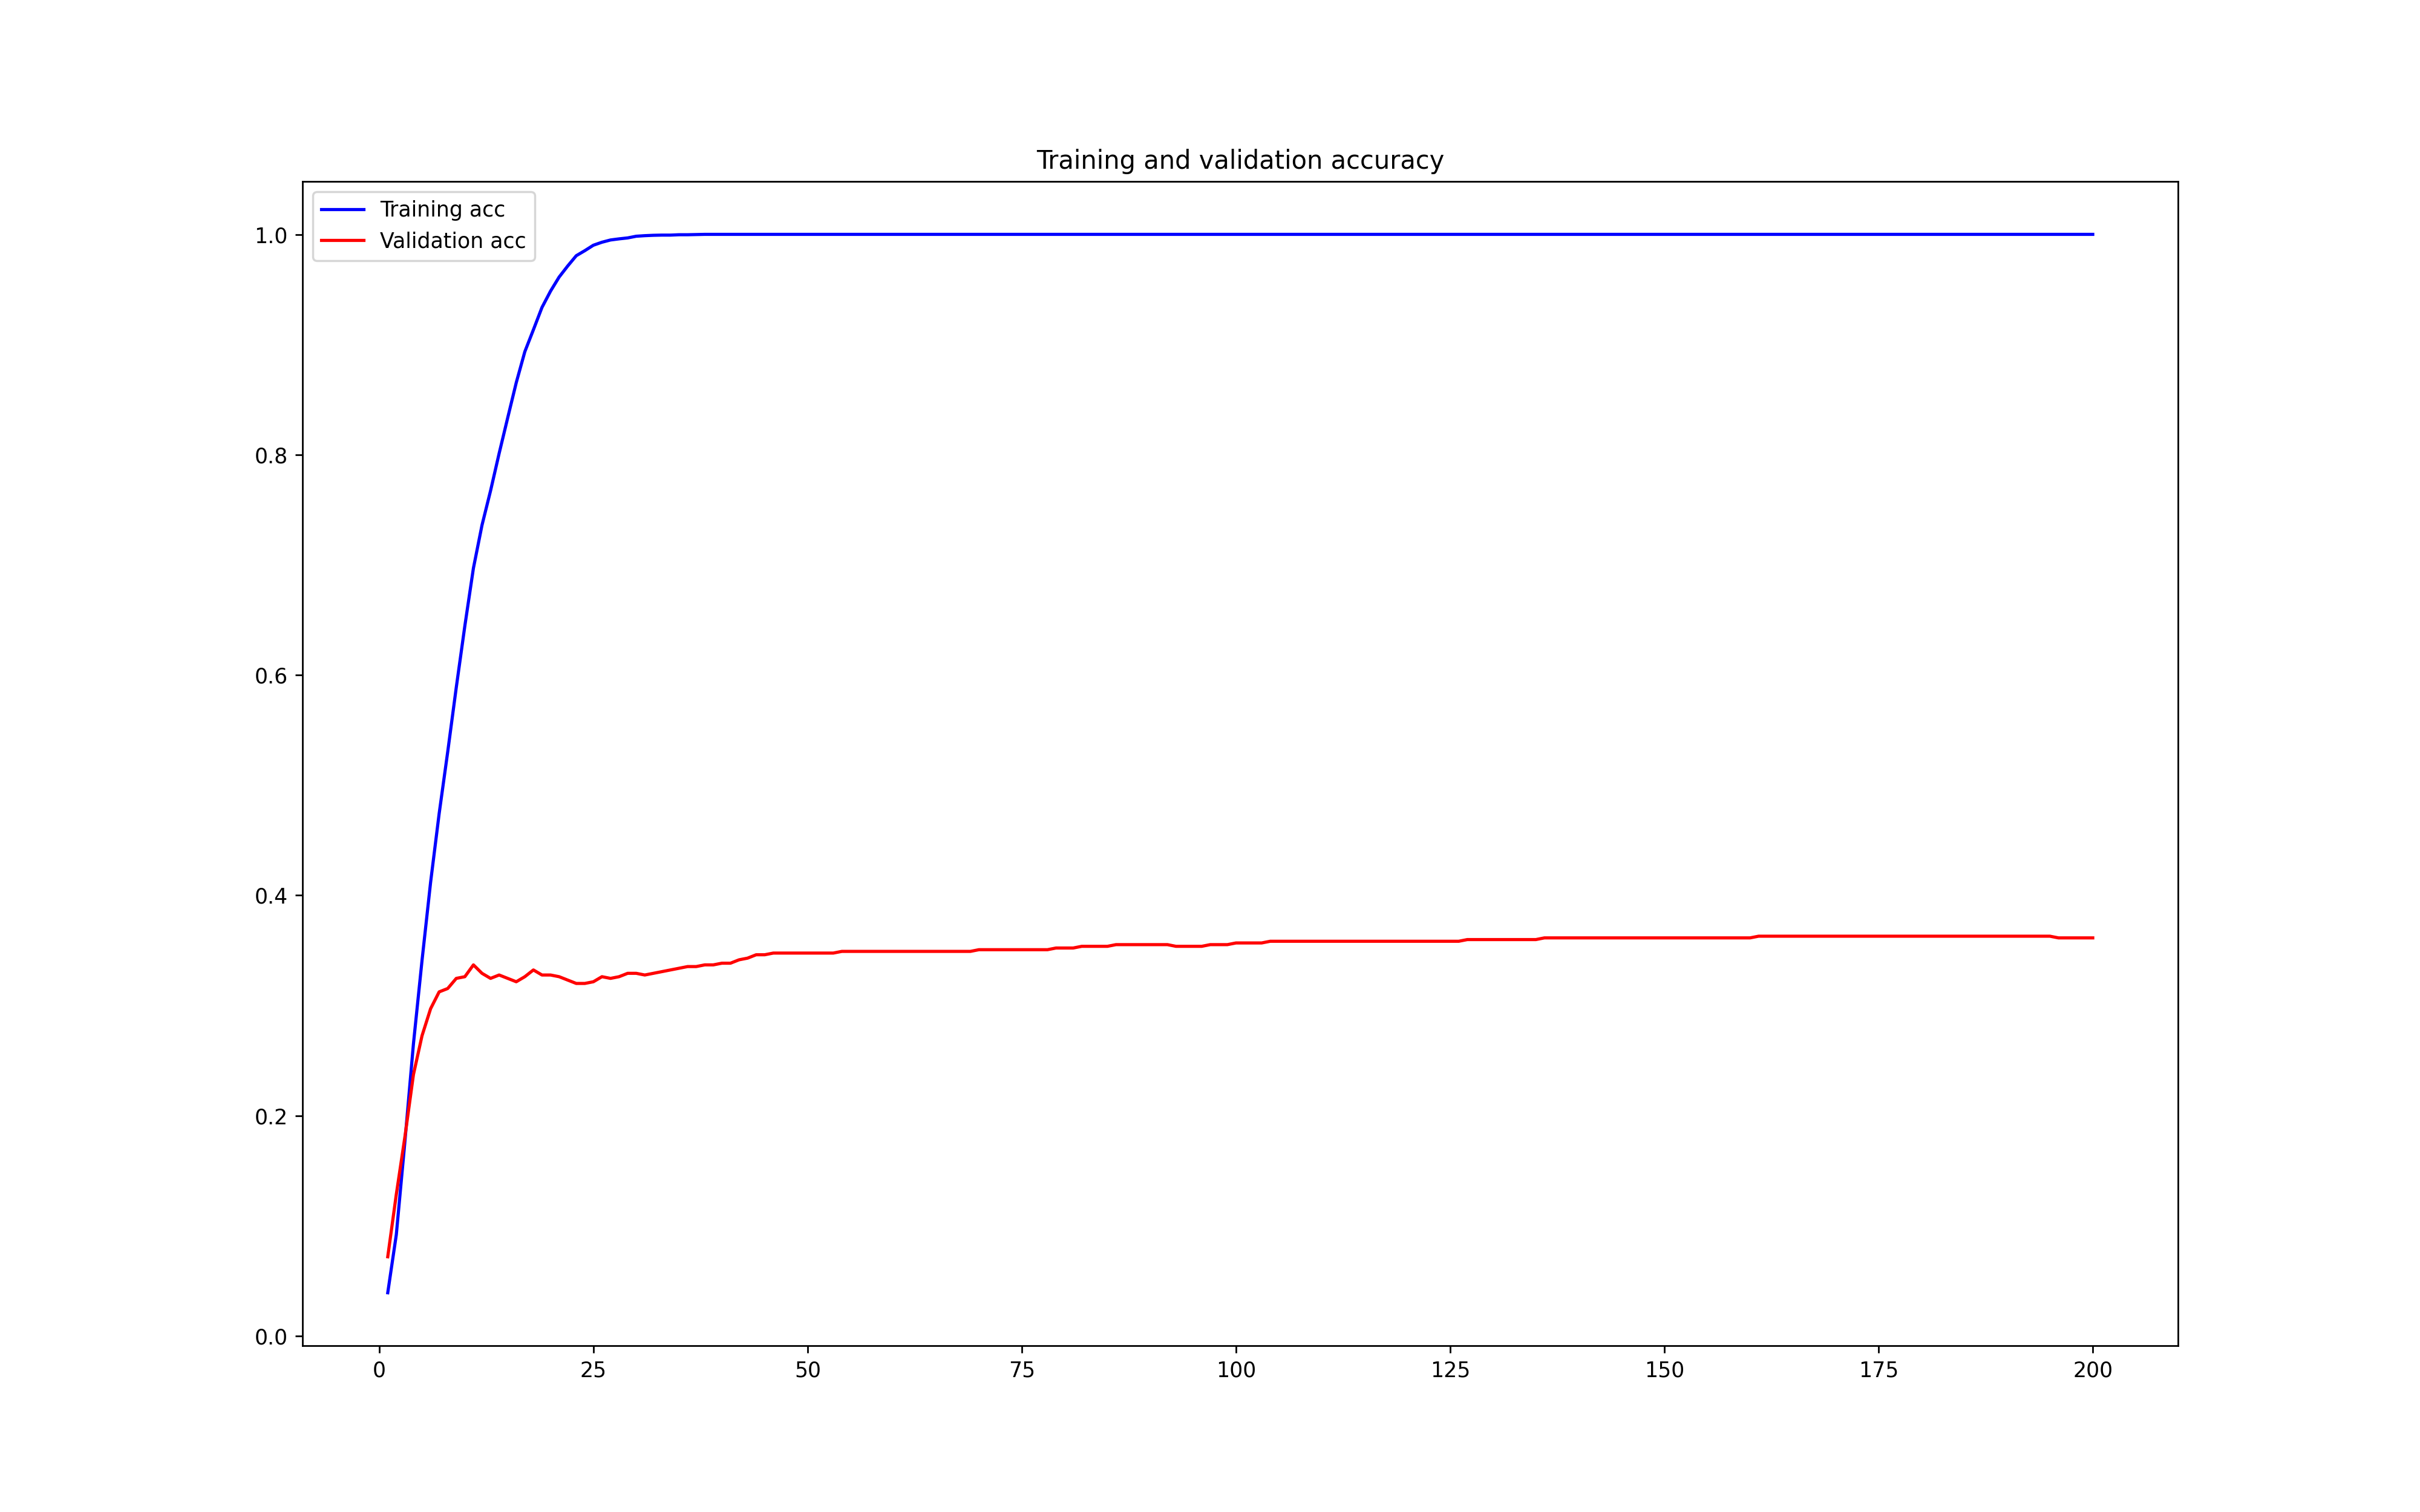 Training and validation accuracy
Training acc
Validation acc
1.0
0.8
0.6
0.4
0.2
0.0
0 25 50 75 100 125 150 175 200